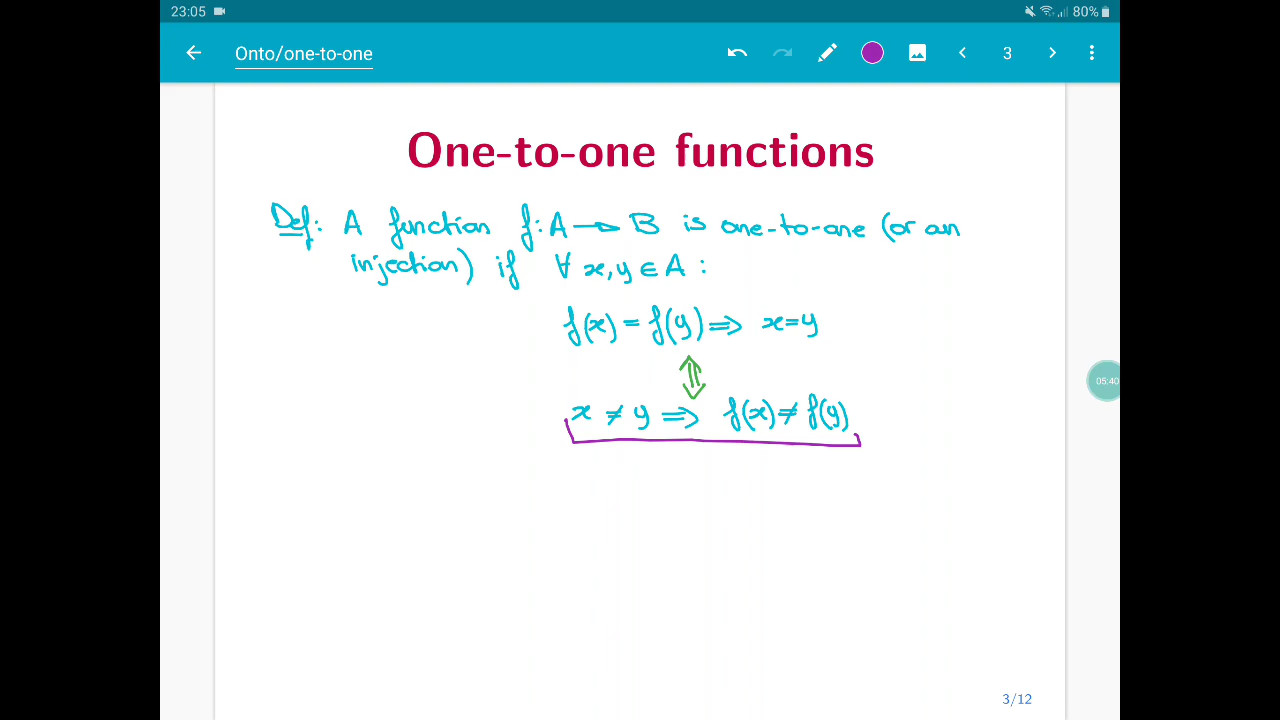 23:05 80%
Onto/one-to-one 3
One-to-one functions
Def: A function f: A → B is one-to-one (or an
injection) if ∀ x, y ∈ A :
f(x) = f(y) ⟹ x = y
⇕
05:40
x ≠ y ⟹ f(x) ≠ f(y)
3/12